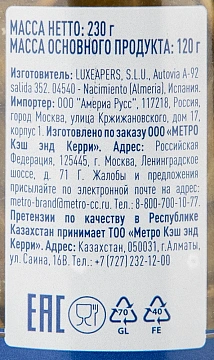 МАССА НЕТТО: 230 г
МАССА ОСНОВНОГО ПРОДУКТА: 120 г
Изготовитель: LUXEAPERS, S.L.U., Autovia A-92
salida 352. 04540 - Nacimiento (Almeria), Испания.
Импортер: ООО "Америа Русс", 117218, Россия,
город Москва, улица Кржижановского, дом 17,
корпус 1. Изготовлено по заказу ООО «МЕТРО
Кэш энд Керри». Адрес: Российская
Федерация, 125445, г. Москва, Ленинградское
шоссе, д. 71 Г. Жалобы и предложения
metro-brand@metro-cc.ru. Тел.: 8-800-700-10-77.
Претензии по качеству в Республике
Казахстан принимает ТОО «Метро Кэш энд
Керри». Адрес: Казахстан, 050031, г.Алматы,
ул. Саина, 16В. Тел.: +7 (727) 232-12-00
EAC
70
GL
40
FE